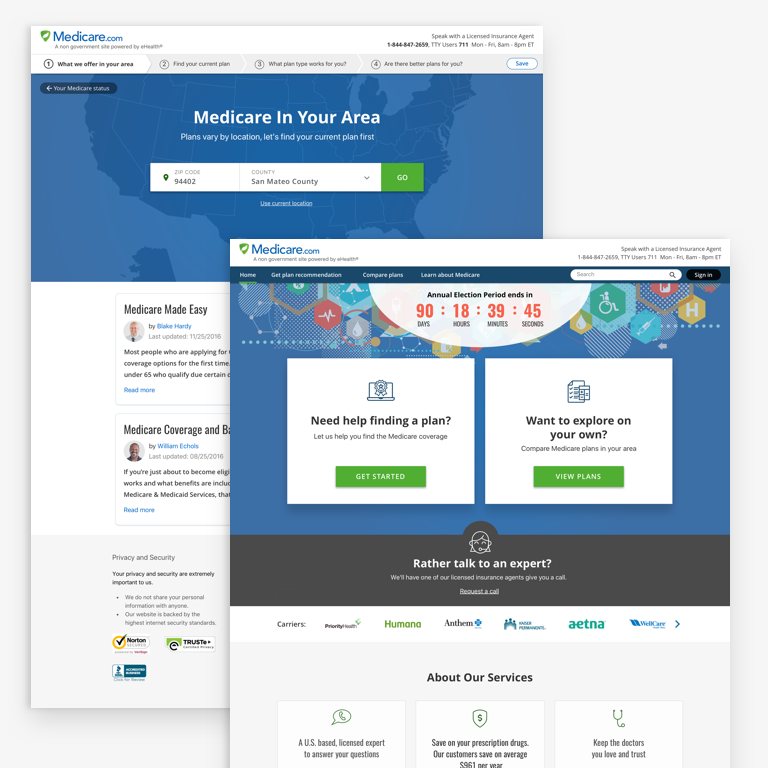 Medicare.com
A non government site powered by eHealth®
Speak with a Licensed Insurance Agent
1-844-847-2659, TTY Users 711 Mon - Fri, 8am - 8pm ET
1 What we offer in your area
2 Find your current plan
3 What plan type works for you?
4 Are there better plans for you?
Save
Your Medicare status
Medicare In Your Area
Plans vary by location, let's find your current plan first
ZIP CODE
94402
COUNTY
San Mateo County
GO
Use current location
Medicare Made Easy
by Blake Hardy
Last updated: 11/25/2016
Most people who are applying for
coverage options for the first time
under 65 who qualify due certain
Read more
Medicare Coverage and
by William Echols
Last updated: 08/25/2016
If you're just about to become
works and what benefits are
Medicare & Medicaid Services,
Read more
Privacy and Security
Your privacy and security are extremely
important to us.
• We do not share your personal
information with anyone.
• Our website is backed by the
highest internet security standards.
Norton
SECURED
powered by
TRUSTe
Certified Privacy
BBB
ACCREDITED
BUSINESS
Click for Review
Medicare.com
A non government site powered by eHealth®
Speak with a Licensed Insurance Agent
1-844-847-2659, TTY Users 711 Mon - Fri, 8am - 8pm ET
Home
Get plan recommendation
Compare plans
Learn about Medicare
Search
Sign in
Annual Election Period ends in
90 : 18 : 39 : 45
DAYS HOURS MINUTES SECONDS
H
Need help finding a plan?
Let us help you find the Medicare coverage
GET STARTED
Want to explore on
your own?
Compare Medicare plans in your area
VIEW PLANS
Rather talk to an expert?
We'll have one of our licensed insurance agents give you a call.
Request a call
Carriers:
PriorityHealth
Humana
Anthem
KAISER
PERMANENTE.
aetna
WellCare
About Our Services
A U.S. based, licensed expert
to answer your questions
Save on your prescription drugs.
Our customers save on average
$961 per year
Keep the doctors
you love and trust